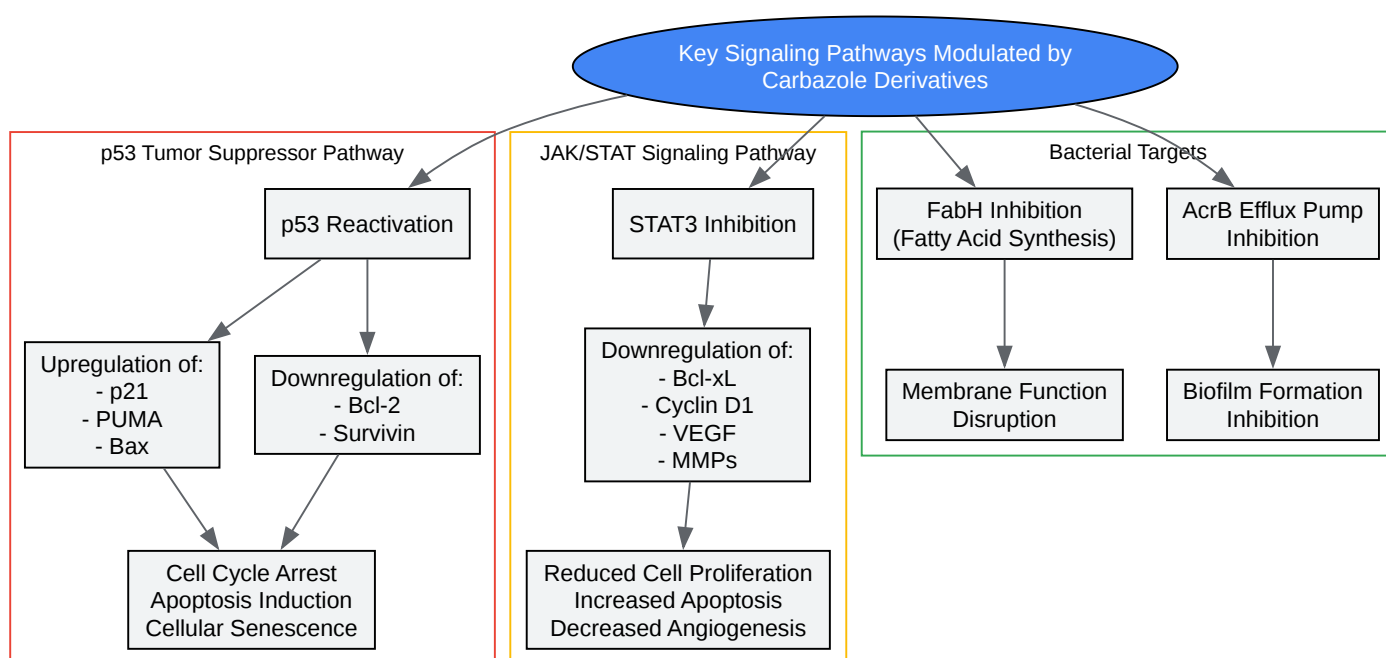 Key Signaling Pathways Modulated by
Carbazole Derivatives
p53 Tumor Suppressor Pathway
p53 Reactivation
Upregulation of:
- p21
- PUMA
- Bax
Downregulation of:
- Bcl-2
- Survivin
Cell Cycle Arrest
Apoptosis Induction
Cellular Senescence
JAK/STAT Signaling Pathway
STAT3 Inhibition
Downregulation of:
- Bcl-xL
- Cyclin D1
- VEGF
- MMPs
Reduced Cell Proliferation
Increased Apoptosis
Decreased Angiogenesis
Bacterial Targets
FabH Inhibition
(Fatty Acid Synthesis)
Membrane Function
Disruption
AcrB Efflux Pump
Inhibition
Biofilm Formation
Inhibition